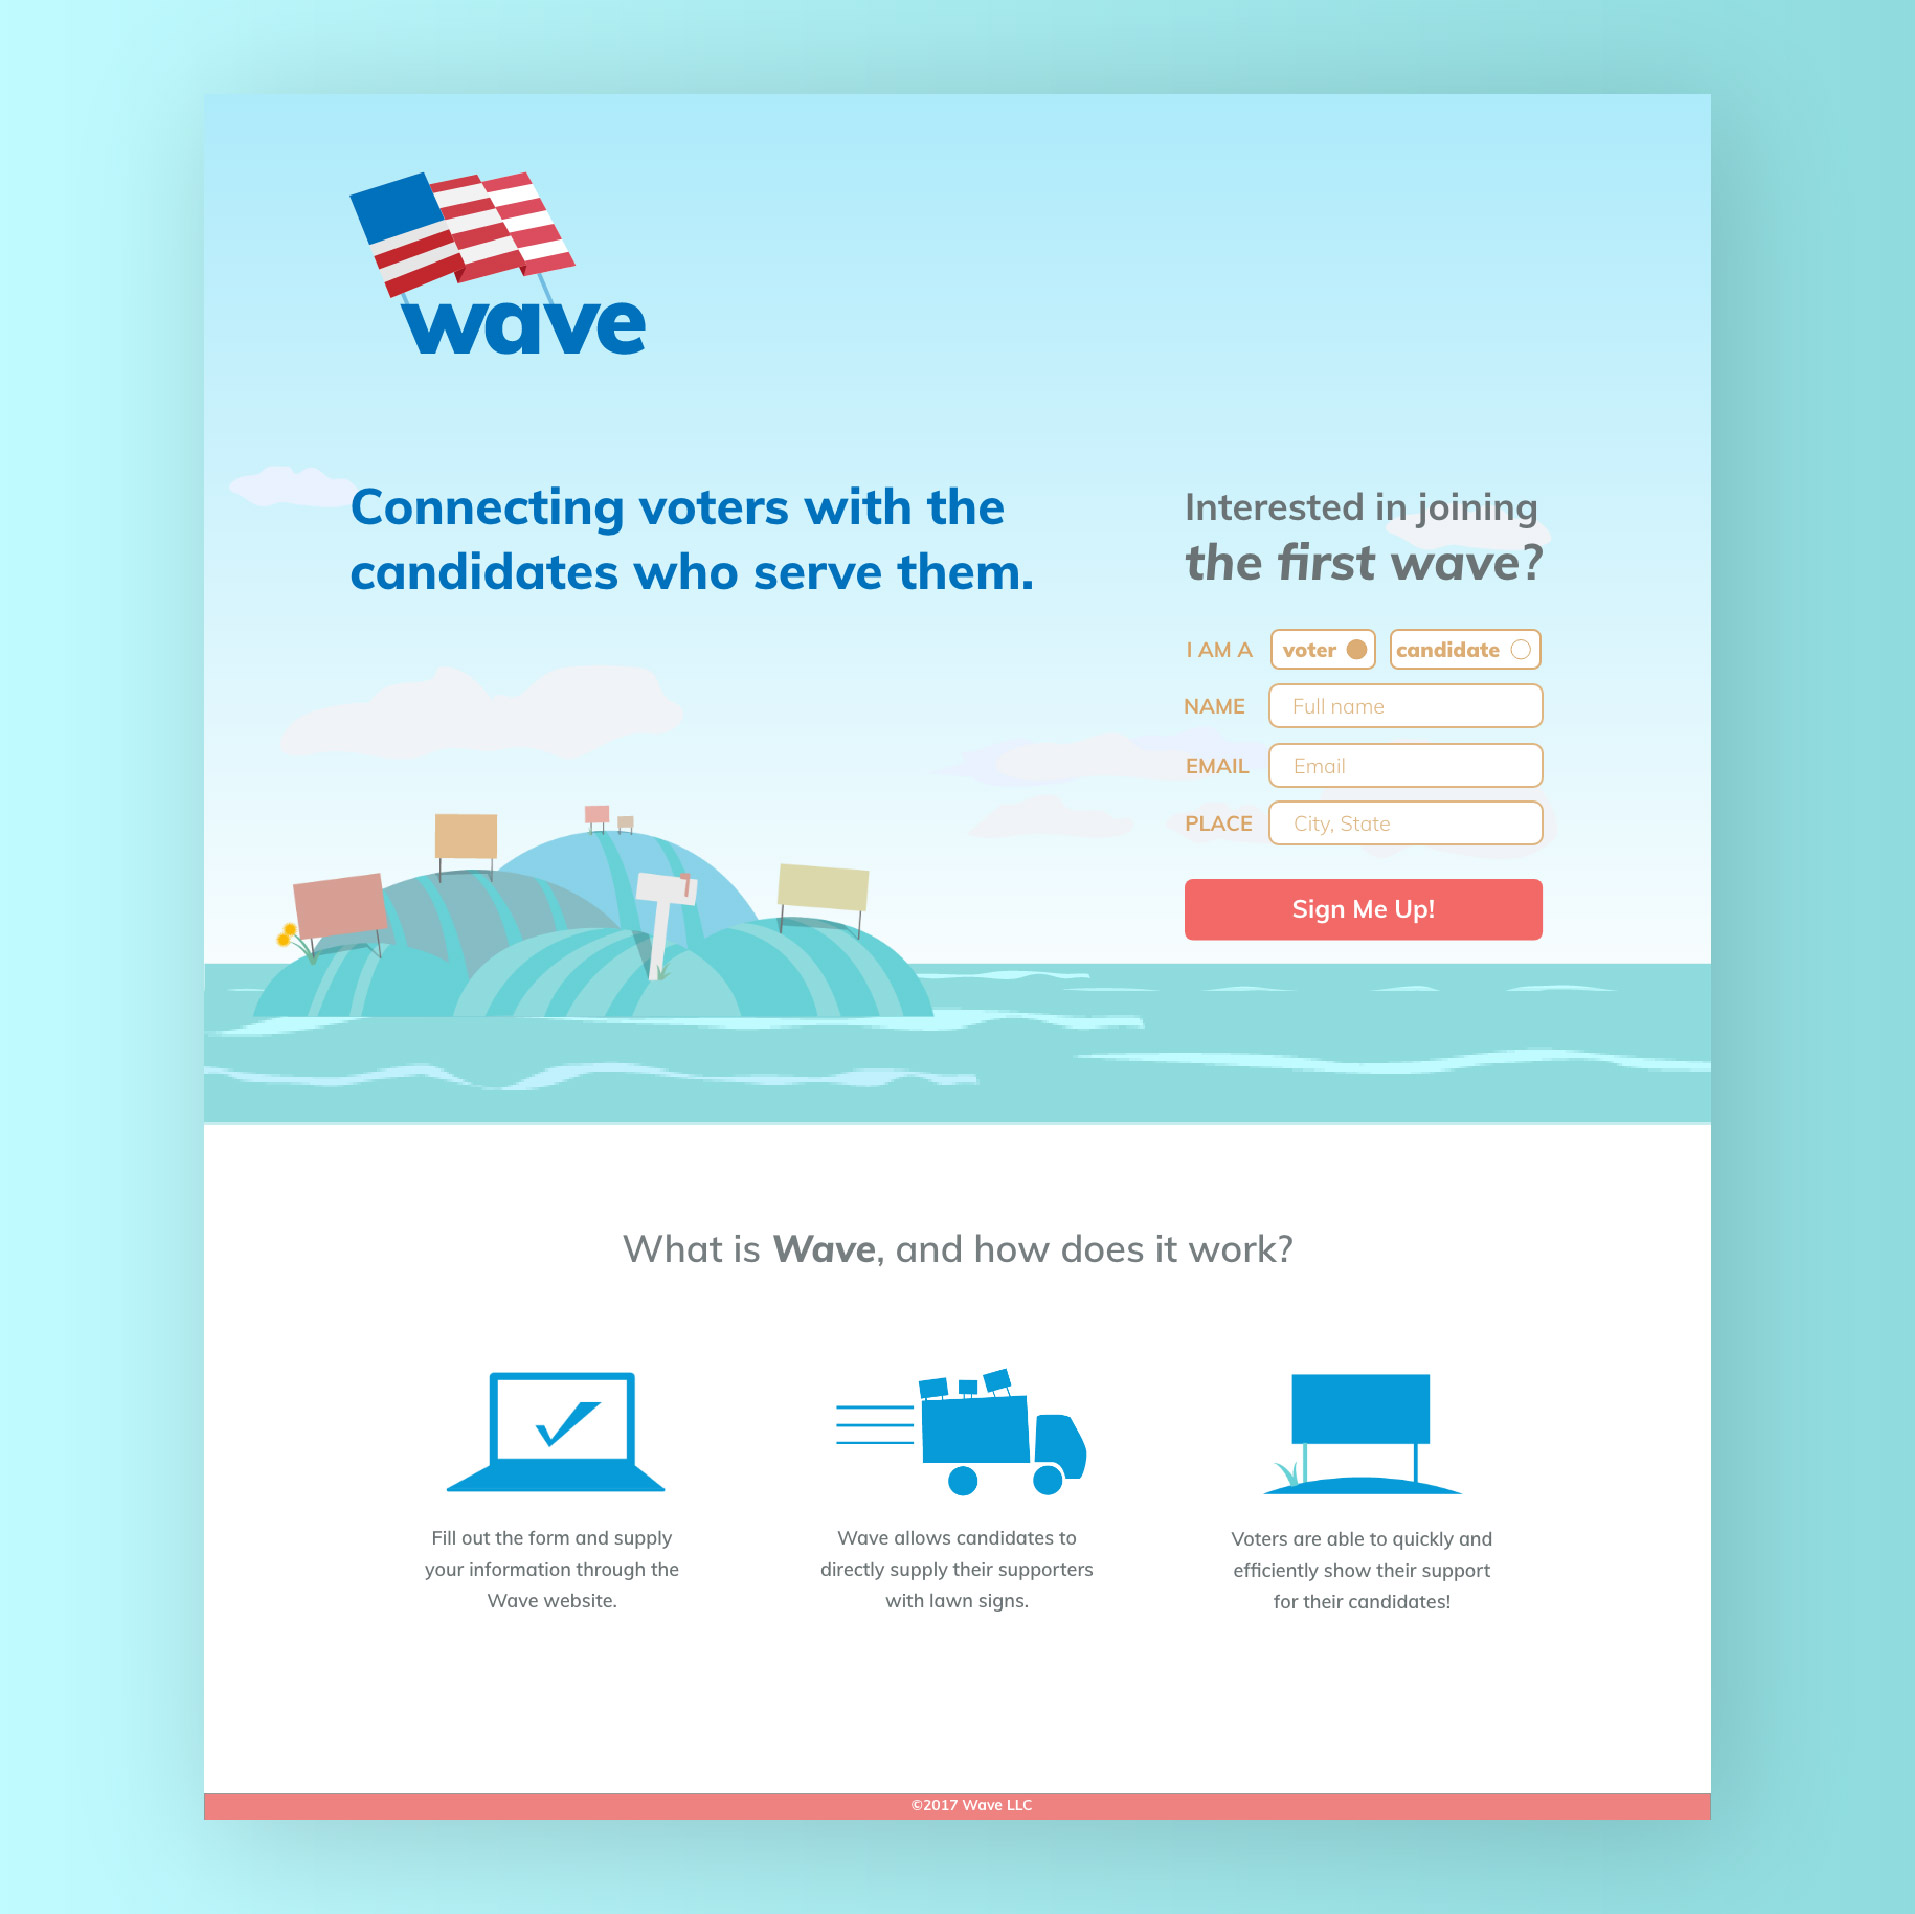 wave
Connecting voters with the
candidates who serve them.
Interested in joining
the first wave?
I AM A voter candidate
NAME Full name
EMAIL Email
PLACE City, State
Sign Me Up!
What is Wave, and how does it work?
Fill out the form and supply
your information through the
Wave website.
Wave allows candidates to
directly supply their supporters
with lawn signs.
Voters are able to quickly and
efficiently show their support
for their candidates!
©2017 Wave LLC